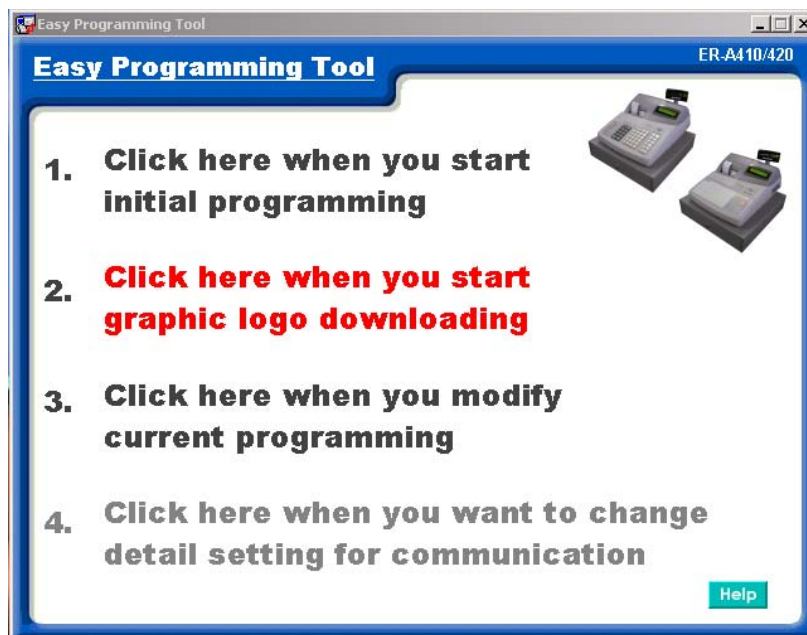 Easy Programming Tool
Easy Programming Tool
ER-A410/420
1. Click here when you start
initial programming
2. Click here when you start
graphic logo downloading
3. Click here when you modify
current programming
4. Click here when you want to change
detail setting for communication
Help